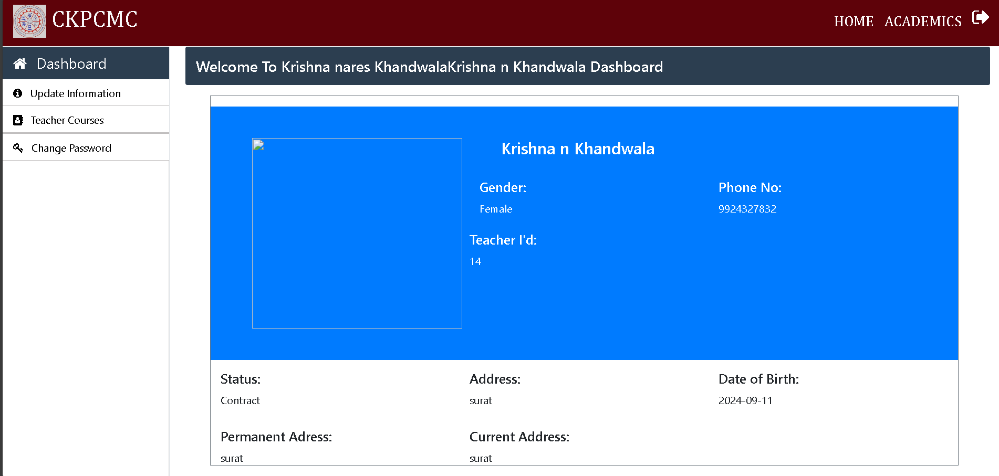 CKPCMC
HOME ACADEMICS
Dashboard
Welcome To Krishna nares KhandwalaKrishna n Khandwala Dashboard
Update Information
Teacher Courses
Change Password
Krishna n Khandwala
Gender: Phone No:
Female 9924327832
Teacher I'd:
14
Status: Address: Date of Birth:
Contract surat 2024-09-11
Permanent Adress: Current Address:
surat surat